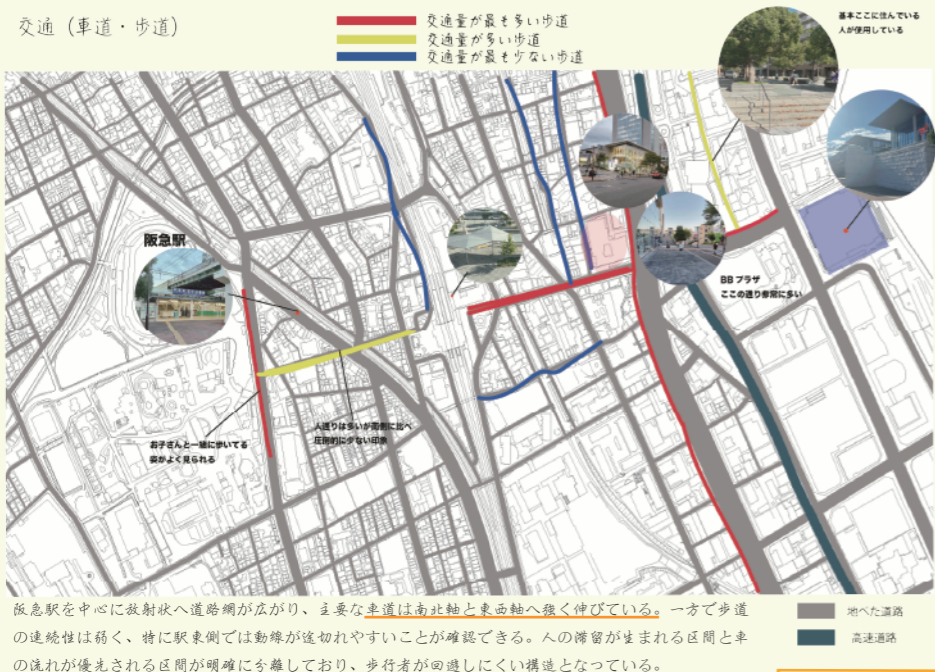 交通（車道・歩道）
交通量が最も多い歩道
交通量が多い歩道
交通量が最も少ない歩道
基本ここに住んでいる
人が使用している
阪急駅
BBプラザ
ここの通り非常に多い
お子さんと一緒に歩いてる
姿がよく見られる
人通りは多いが南側に比べ
圧倒的に少ない印象
阪急駅を中心に放射状へ道路網が広がり、主要な車道は南北軸と東西軸へ強く伸びている。一方で歩道
の連続性は弱く、特に駅東側では動線が途切れやすいことが確認できる。人の滞留が生まれる区間と車
の流れが優先される区間が明確に分離しており、歩行者が回遊しにくい構造となっている。
地べた道路
高速道路